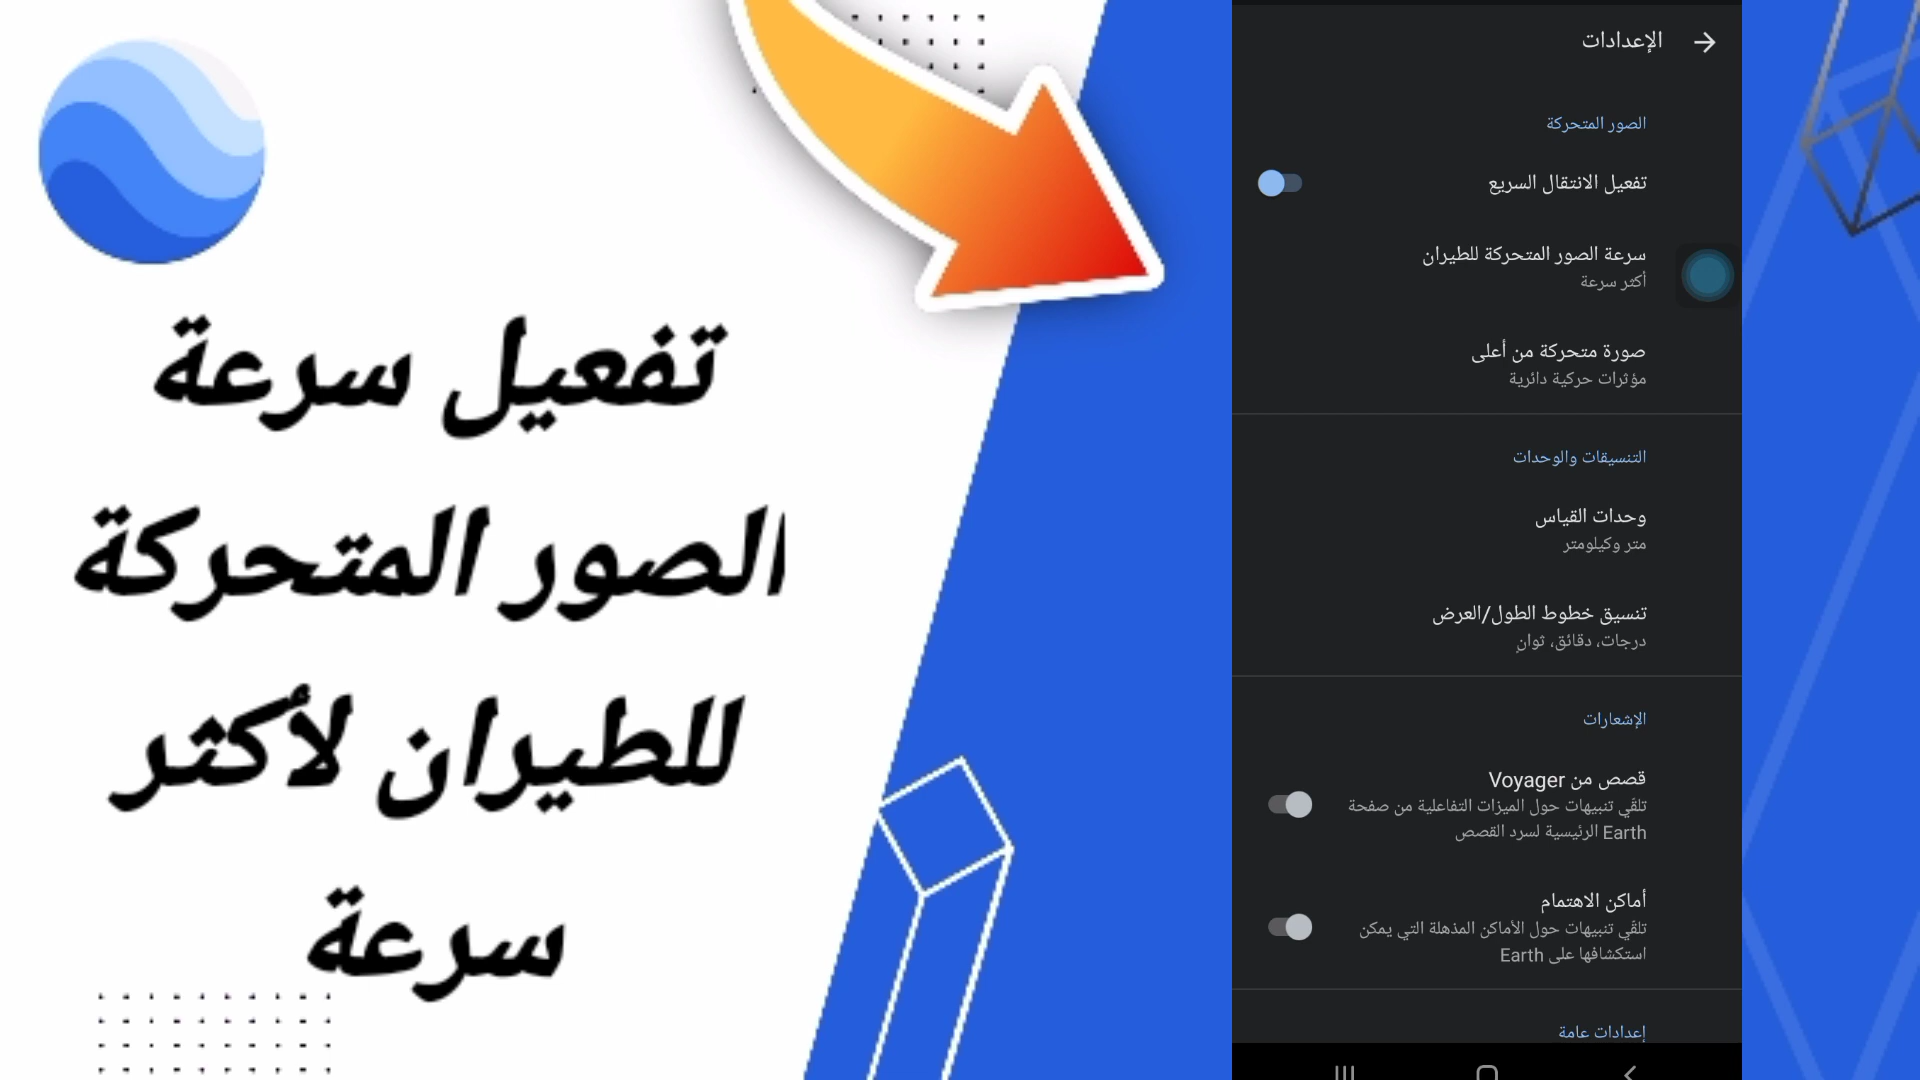 تفعيل سرعة
الصور المتحركة
للطيران لأكثر
سرعة
الإعدادات
الصور المتحركة
تفعيل الانتقال السريع
سرعة الصور المتحركة للطيران
أكثر سرعة
صورة متحركة من أعلى
مؤثرات حركية دائرية
التنسيقات والوحدات
وحدات القياس
متر وكيلومتر
تنسيق خطوط الطول/العرض
درجات، دقائق، ثوانٍ
الإشعارات
قصص من Voyager
تلقّي تنبيهات حول الميزات التفاعلية من صفحة
Earth الرئيسية لسرد القصص
أماكن الاهتمام
تلقّي تنبيهات حول الأماكن المذهلة التي يمكن
استكشافها على Earth
إعدادات عامة